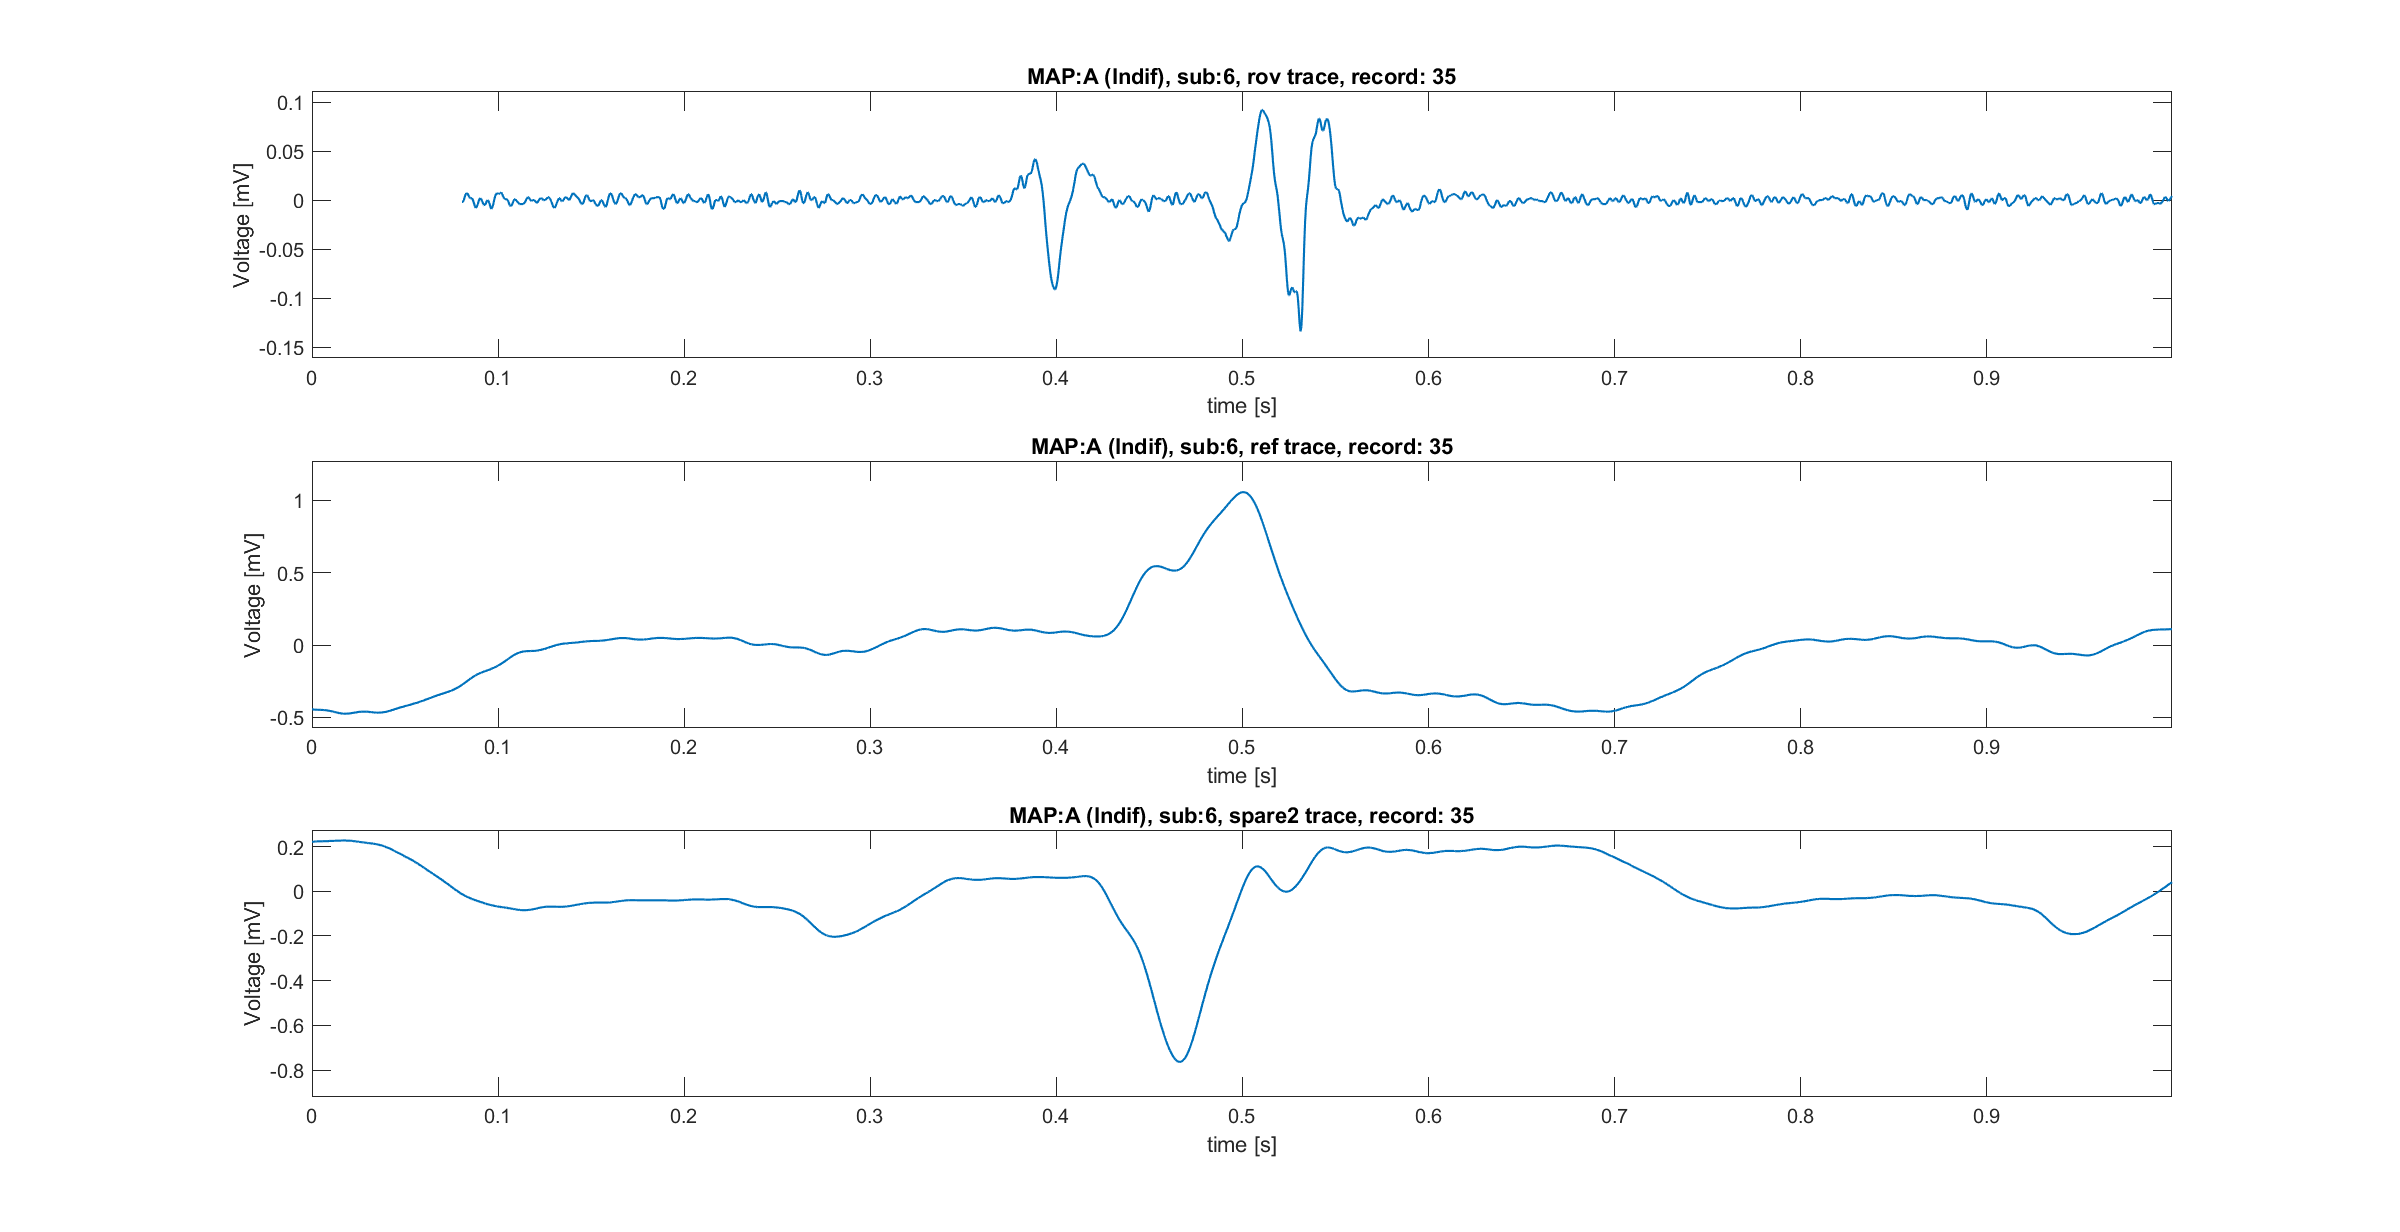 MAP:A (Indif), sub:6, rov trace, record: 35
Voltage [mV]
0.1
0.05
0
-0.05
-0.1
-0.15
0 0.1 0.2 0.3 0.4 0.5 0.6 0.7 0.8 0.9
time [s]
MAP:A (Indif), sub:6, ref trace, record: 35
Voltage [mV]
1
0.5
0
-0.5
0 0.1 0.2 0.3 0.4 0.5 0.6 0.7 0.8 0.9
time [s]
MAP:A (Indif), sub:6, spare2 trace, record: 35
Voltage [mV]
0.2
0
-0.2
-0.4
-0.6
-0.8
0 0.1 0.2 0.3 0.4 0.5 0.6 0.7 0.8 0.9
time [s]